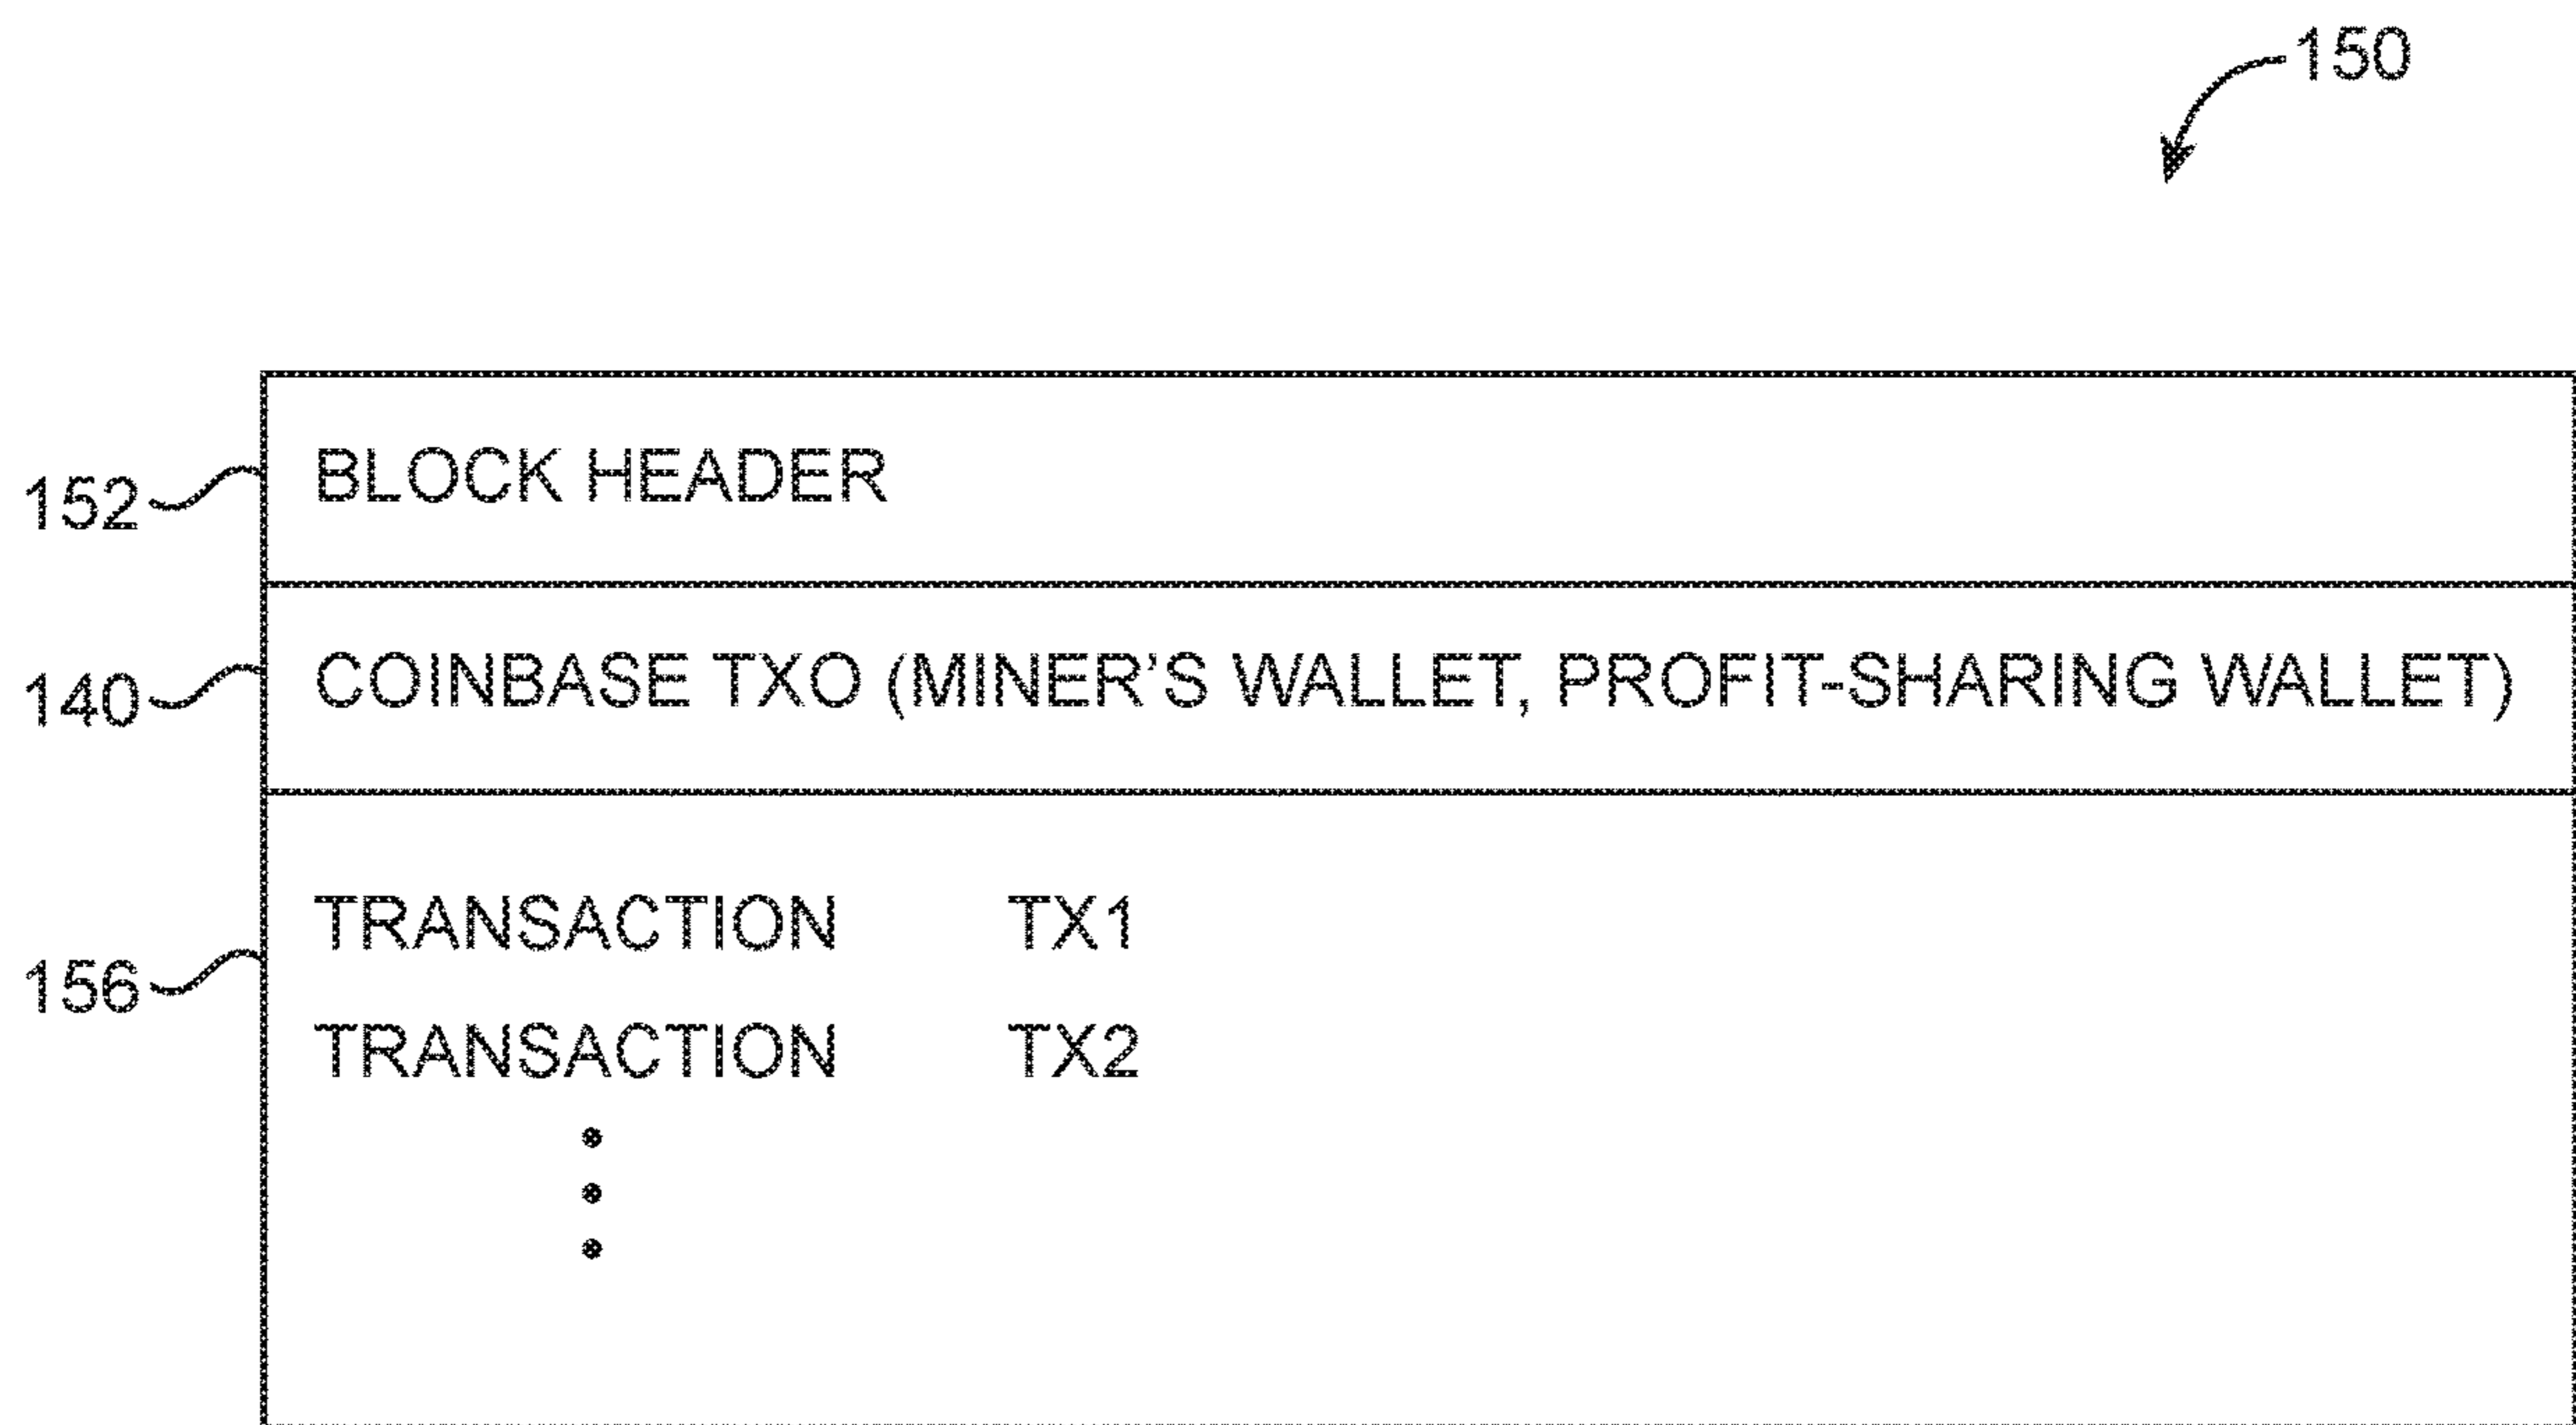 150
152 BLOCK HEADER
140 COINBASE TXO (MINER'S WALLET, PROFIT-SHARING WALLET)
TRANSACTION TX1
156
TRANSACTION TX2